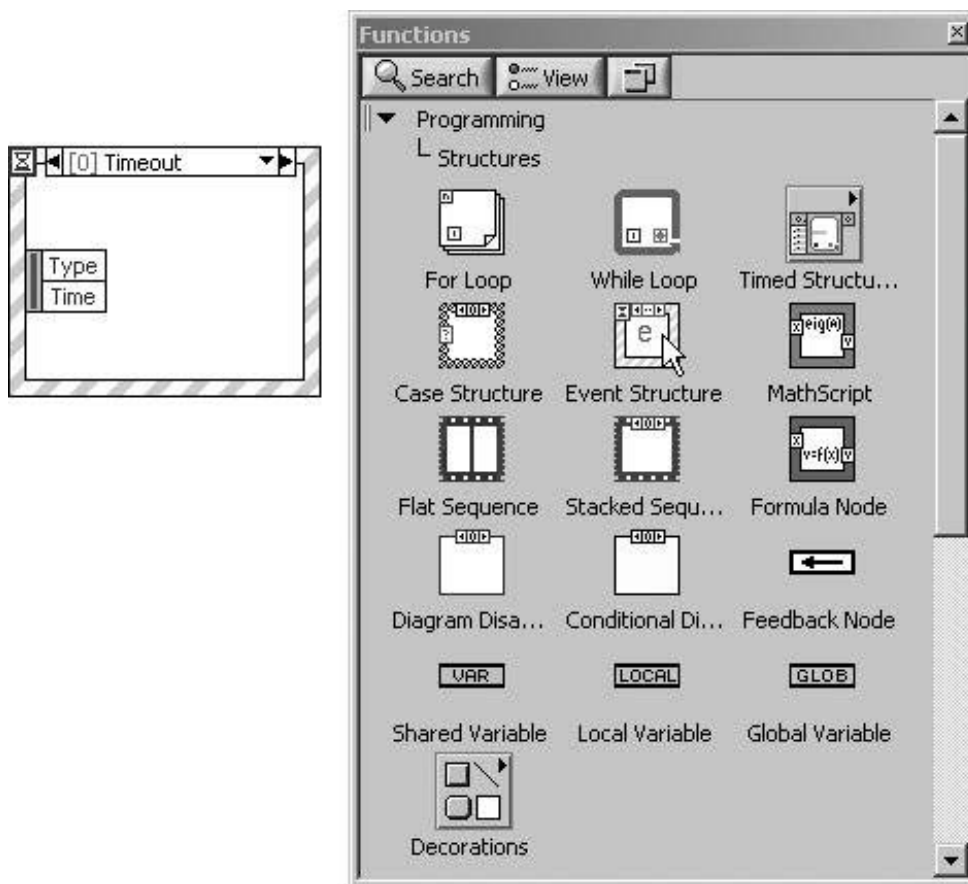 [0] Timeout
Type
Time
Functions
Search View
Programming
Structures
For Loop While Loop Timed Structu...
Case Structure Event Structure MathScript
Flat Sequence Stacked Sequ... Formula Node
Diagram Disa... Conditional Di... Feedback Node
VAR LOCAL GLOB
Shared Variable Local Variable Global Variable
Decorations